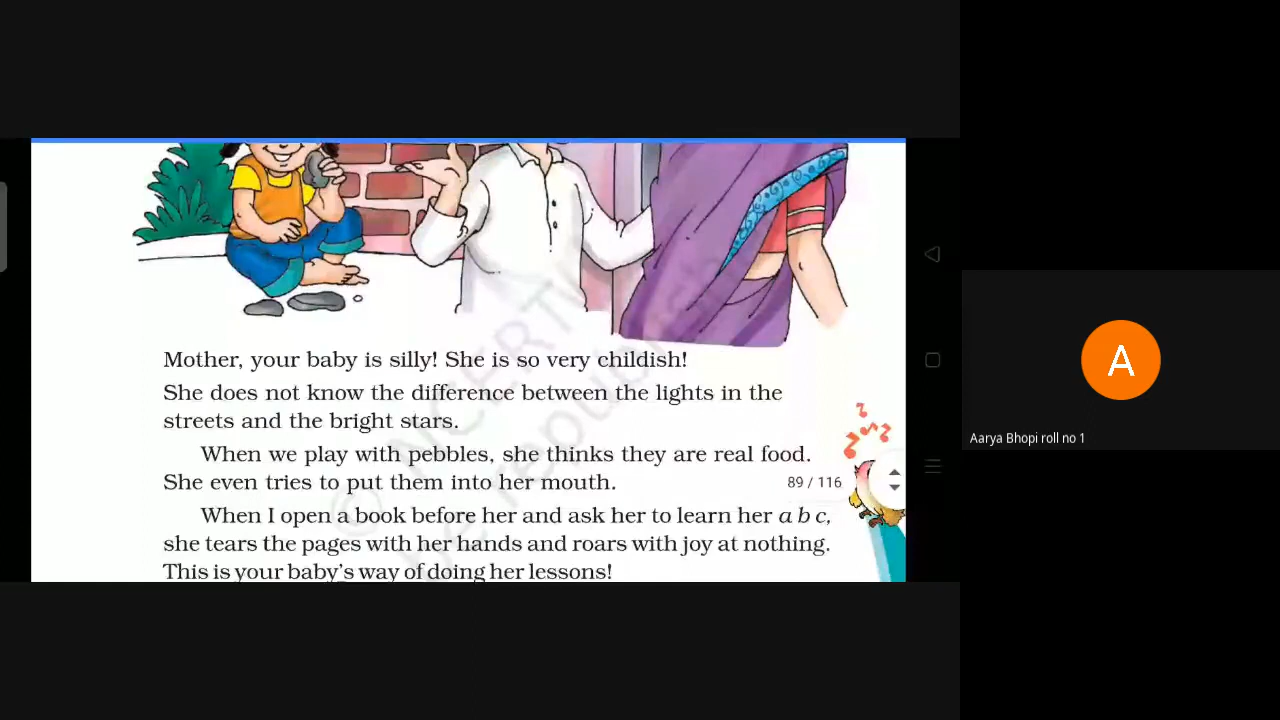 Mother, your baby is silly! She is so very childish!
She does not know the difference between the lights in the
streets and the bright stars.
When we play with pebbles, she thinks they are real food.
She even tries to put them into her mouth.
89 / 116
When I open a book before her and ask her to learn her a b c,
she tears the pages with her hands and roars with joy at nothing.
This is your baby's way of doing her lessons!
© NCERT
be republished
A
Aarya Bhopi roll no 1